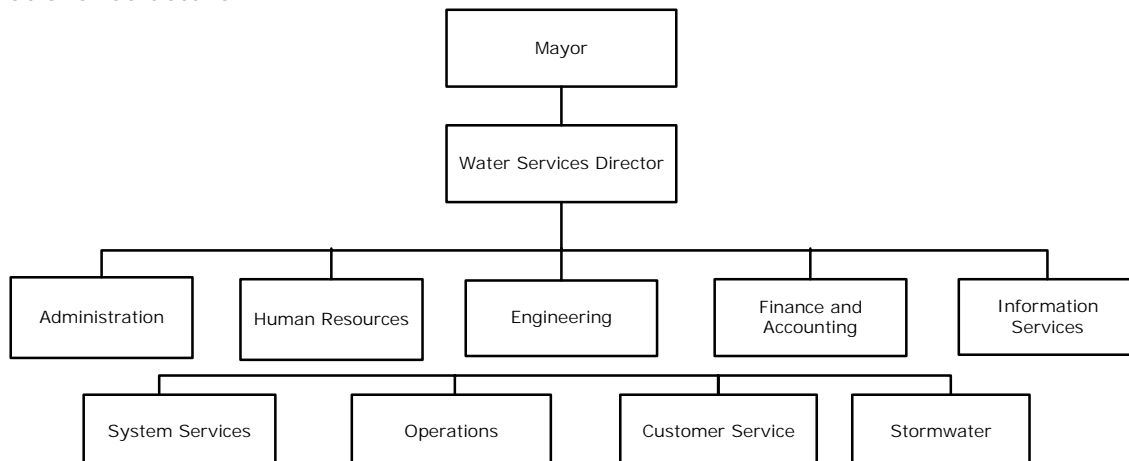 Mayor
Water Services Director
Administration
Human Resources
Engineering
Finance and
Accounting
Information
Services
System Services
Operations
Customer Service
Stormwater